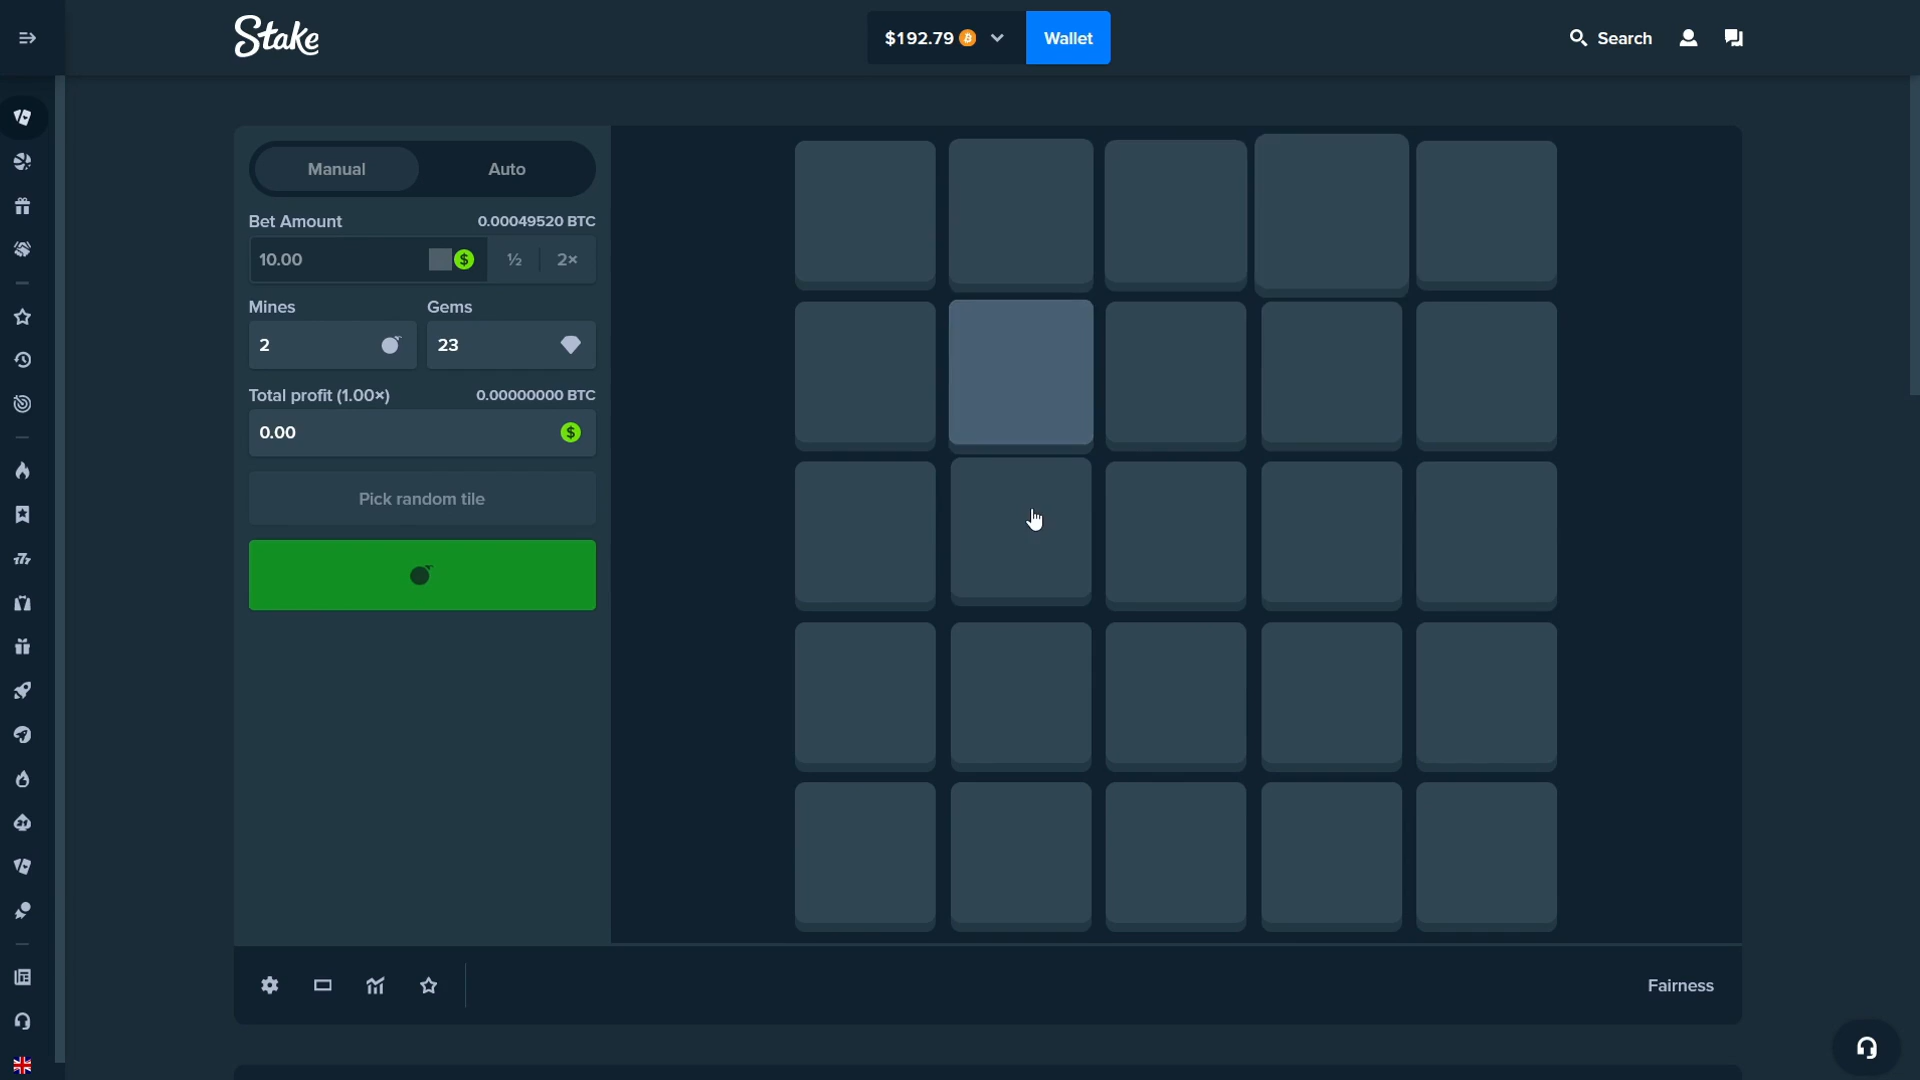 Stake
$192.79
Wallet
Search
Manual
Auto
Bet Amount
0.00049520 BTC
10.00
$
½
2×
Mines
Gems
2
23
Total profit (1.00×)
0.00000000 BTC
0.00
$
Pick random tile
Fairness